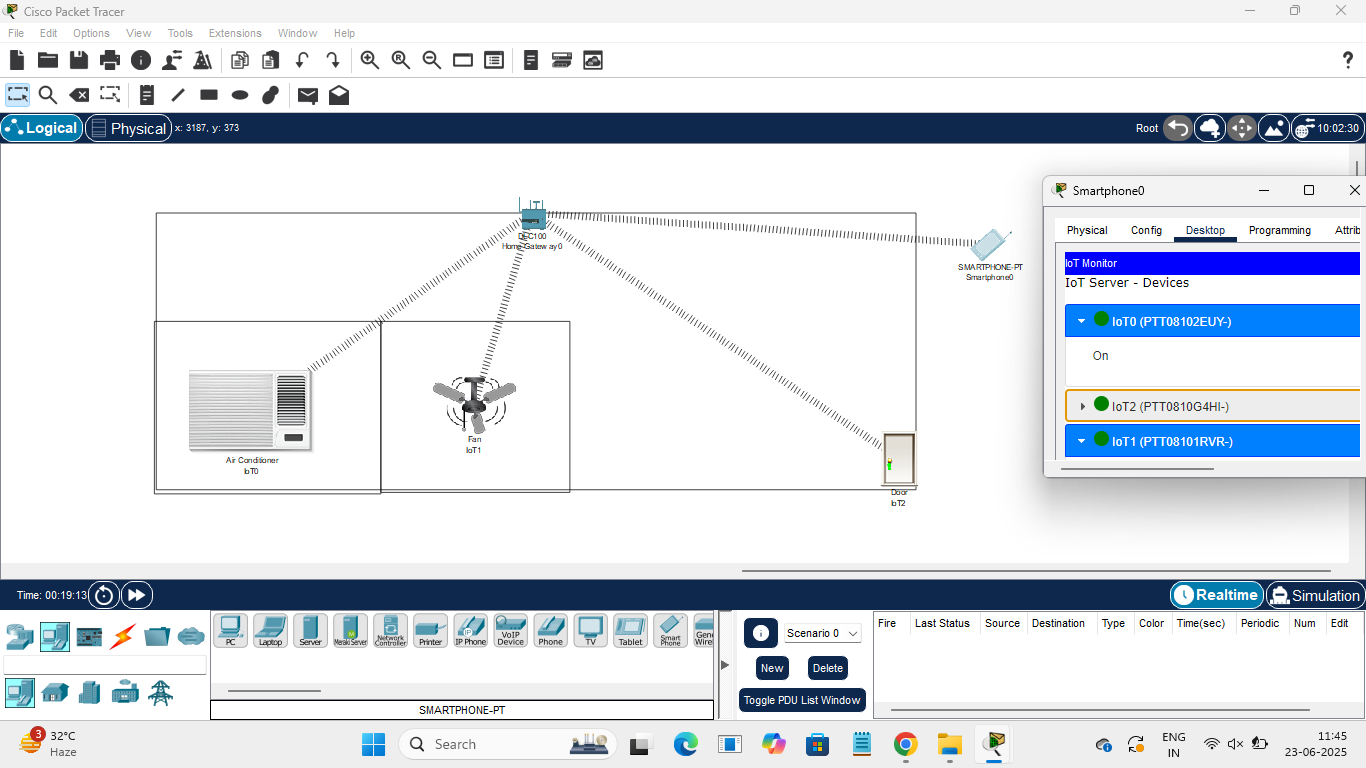 Cisco Packet Tracer
File Edit Options View Tools Extensions Window Help
Logical Physical x: 3187, y: 373 Root 10:02:30
DLC100
Home Gateway0
SMARTPHONE-PT
Smartphone0
Air Conditioner
IoT0
Fan
IoT1
Door
IoT2
Smartphone0
Physical Config Desktop Programming Attrib
IoT Monitor
IoT Server - Devices
IoT0 (PTT08102EUY-)
On
IoT2 (PTT0810G4HI-)
IoT1 (PTT08101RVR-)
Time: 00:19:13 Realtime Simulation
PC Laptop Server Meraki Server Network Controller Printer IP Phone VoIP Device Phone TV Tablet Smart Phone Gene Wire
SMARTPHONE-PT
Scenario 0
New Delete
Toggle PDU List Window
Fire Last Status Source Destination Type Color Time(sec) Periodic Num Edit
3
32°C
Haze
Search
ENG
IN
11:45
23-06-2025